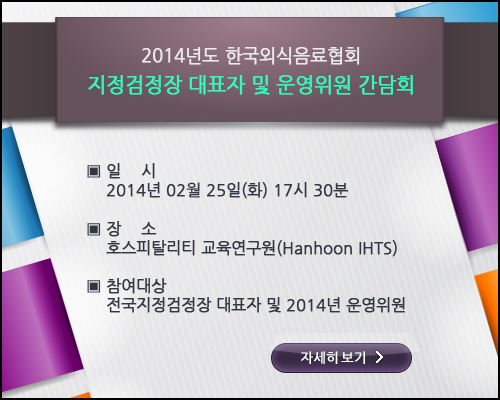 2014년도 한국외식음료협회
지정검정장 대표자 및 운영위원 간담회
▣ 일 시
2014년 02월 25일(화) 17시 30분
▣ 장 소
호스피탈리티 교육연구원(Hanhoon IHTS)
▣ 참여대상
전국지정검정장 대표자 및 2014년 운영위원
자세히 보기 >